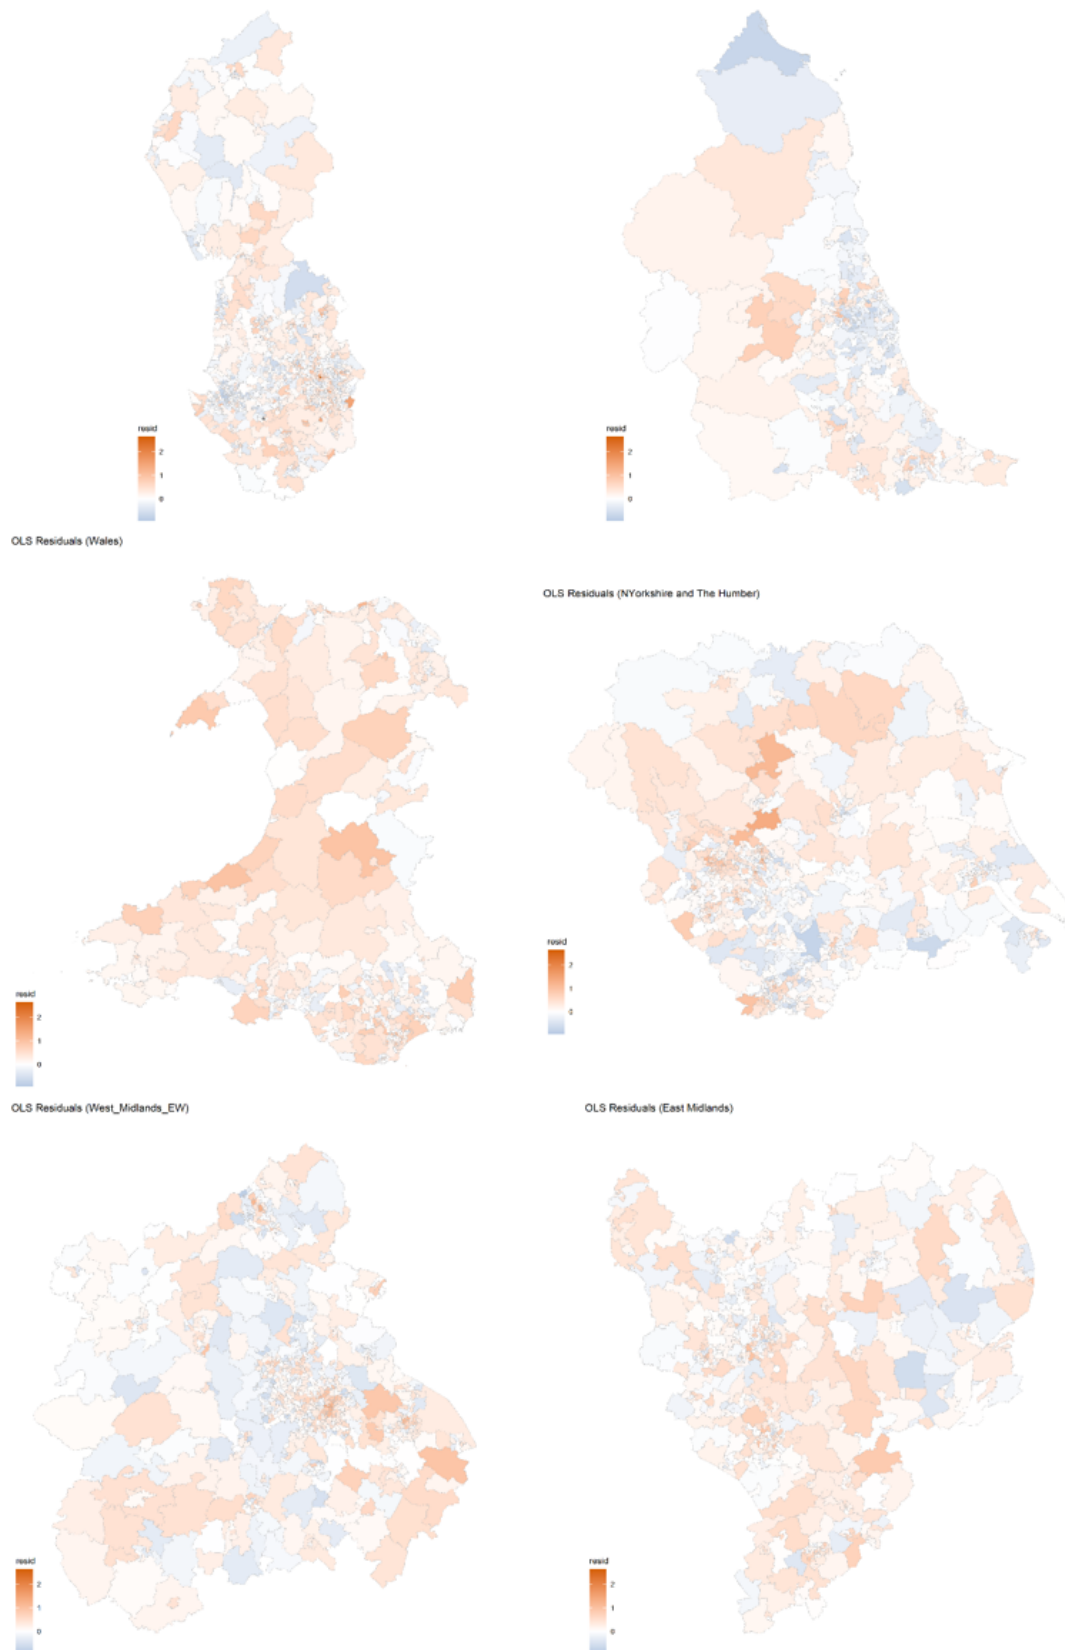 resid
2
1
0
resid
2
1
0
OLS Residuals (Wales)
OLS Residuals (NYorkshire and The Humber)
resid
2
1
0
resid
2
1
0
OLS Residuals (West_Midlands_EW)
OLS Residuals (East Midlands)
resid
2
1
0
resid
2
1
0